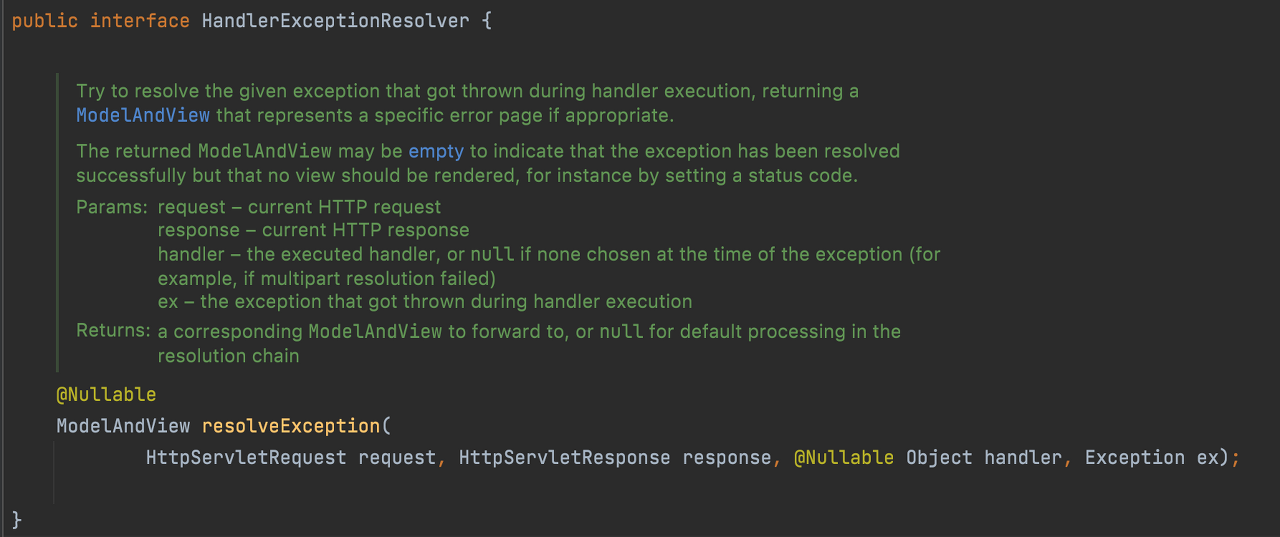 public interface HandlerExceptionResolver {
Try to resolve the given exception that got thrown during handler execution, returning a
ModelAndView that represents a specific error page if appropriate.
The returned ModelAndView may be empty to indicate that the exception has been resolved
successfully but that no view should be rendered, for instance by setting a status code.
Params: request – current HTTP request
response – current HTTP response
handler – the executed handler, or null if none chosen at the time of the exception (for
example, if multipart resolution failed)
ex – the exception that got thrown during handler execution
Returns: a corresponding ModelAndView to forward to, or null for default processing in the
resolution chain
@Nullable
ModelAndView resolveException(
HttpServletRequest request, HttpServletResponse response, @Nullable Object handler, Exception ex);
}